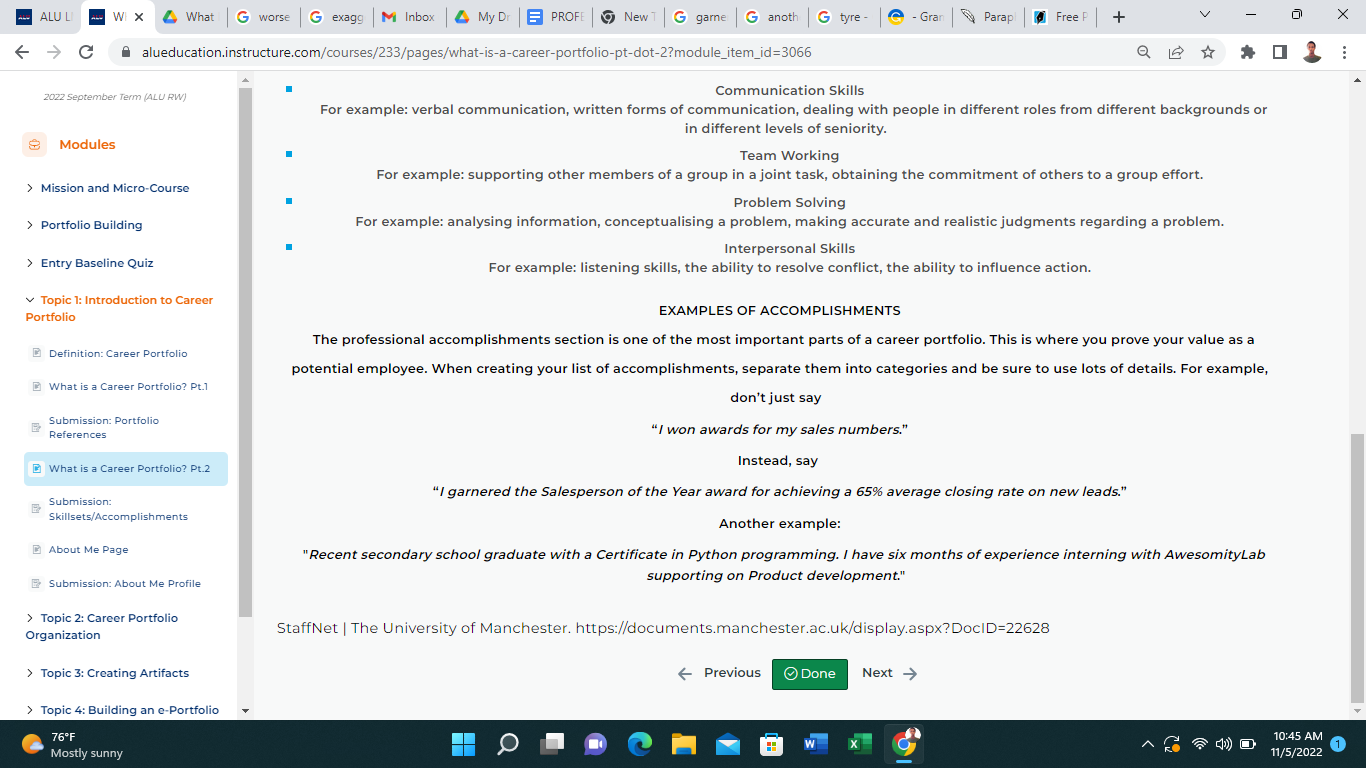 ALU L
W
What
worse
exagg
Inbox
My Dr
PROFE
New T
garne
anoth
tyre -
- Gran
Parap
Free P
alueducation.instructure.com/courses/233/pages/what-is-a-career-portfolio-pt-dot-2?module_item_id=3066
2022 September Term (ALU RW)
Modules
Mission and Micro-Course
Portfolio Building
Entry Baseline Quiz
Topic 1: Introduction to Career
Portfolio
Definition: Career Portfolio
What is a Career Portfolio? Pt.1
Submission: Portfolio
References
What is a Career Portfolio? Pt.2
Submission:
Skillsets/Accomplishments
About Me Page
Submission: About Me Profile
Topic 2: Career Portfolio
Organization
Topic 3: Creating Artifacts
Topic 4: Building an e-Portfolio
Communication Skills
For example: verbal communication, written forms of communication, dealing with people in different roles from different backgrounds or
in different levels of seniority.
Team Working
For example: supporting other members of a group in a joint task, obtaining the commitment of others to a group effort.
Problem Solving
For example: analysing information, conceptualising a problem, making accurate and realistic judgments regarding a problem.
Interpersonal Skills
For example: listening skills, the ability to resolve conflict, the ability to influence action.
EXAMPLES OF ACCOMPLISHMENTS
The professional accomplishments section is one of the most important parts of a career portfolio. This is where you prove your value as a
potential employee. When creating your list of accomplishments, separate them into categories and be sure to use lots of details. For example,
don’t just say
“I won awards for my sales numbers.”
Instead, say
“I garnered the Salesperson of the Year award for achieving a 65% average closing rate on new leads.”
Another example:
"Recent secondary school graduate with a Certificate in Python programming. I have six months of experience interning with AwesomityLab
supporting on Product development."
StaffNet | The University of Manchester. https://documents.manchester.ac.uk/display.aspx?DocID=22628
Previous
Done
Next
76°F
Mostly sunny
10:45 AM
11/5/2022
1